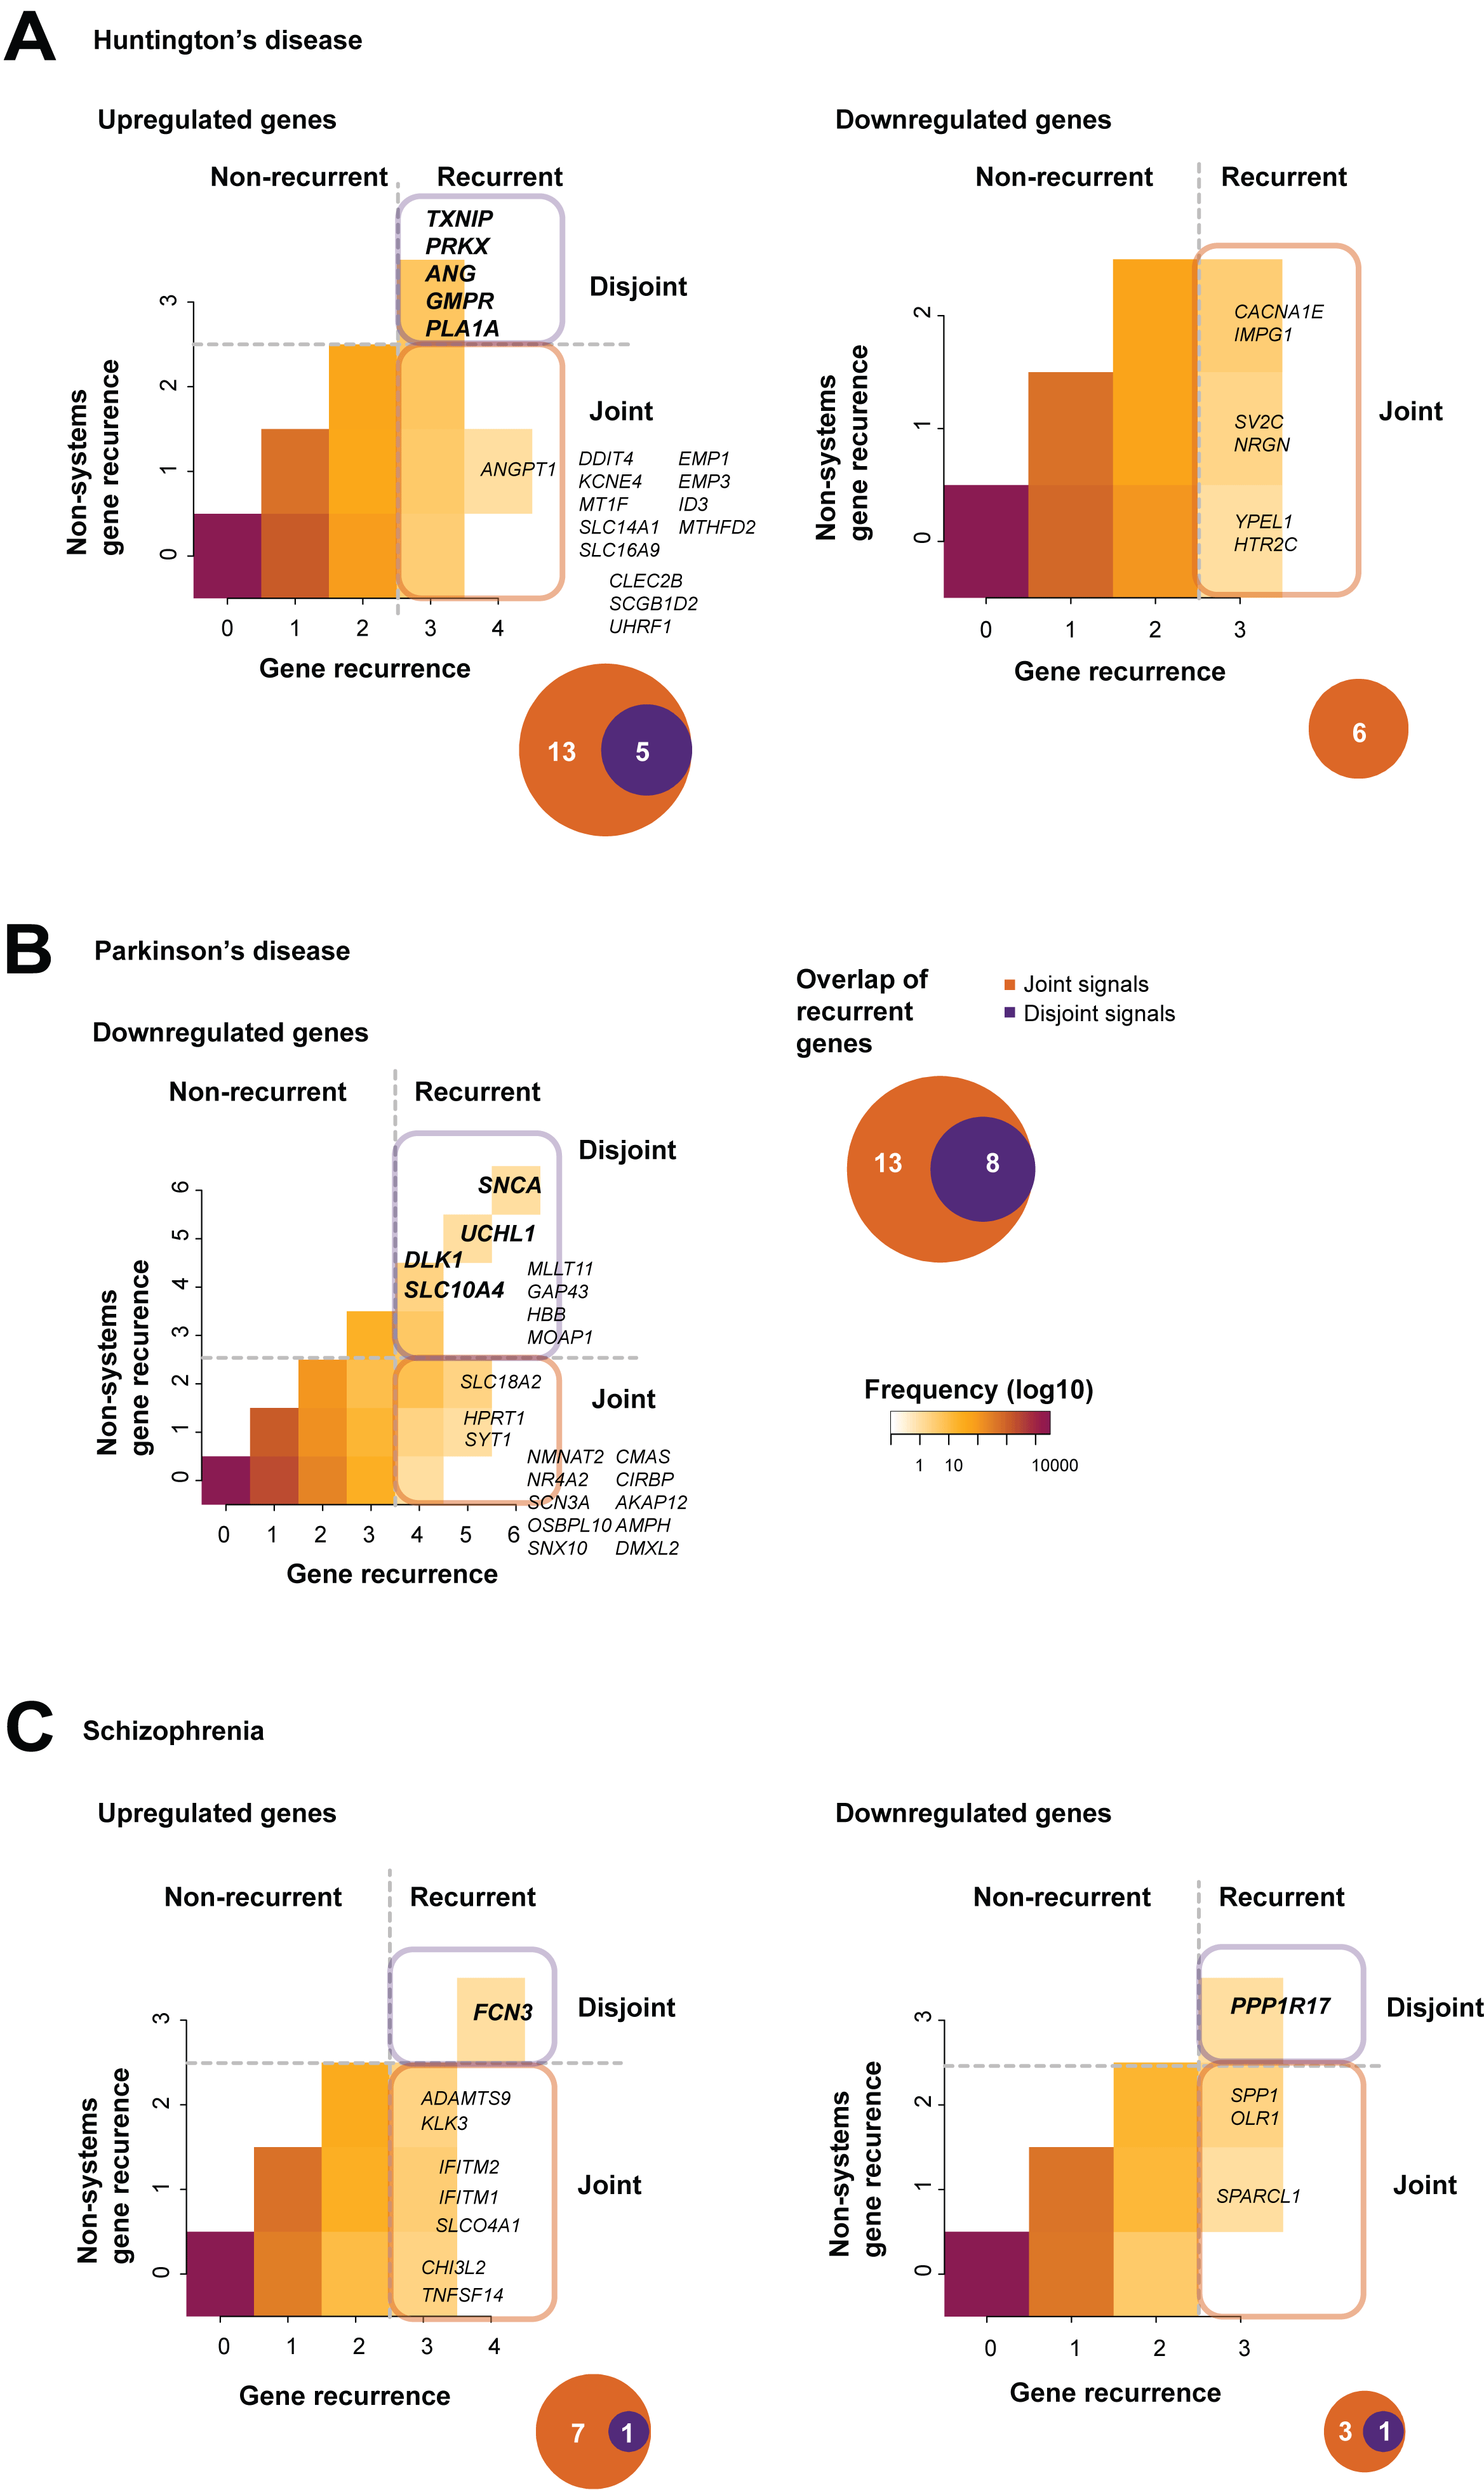 A Huntington's disease
Upregulated genes
Non-recurrent Recurrent
TXNIP
PRKX
ANG
GMPR
PLA1A
Disjoint
Joint
ANGPT1
DDIT4 EMP1
KCNE4 EMP3
MT1F ID3
SLC14A1 MTHFD2
SLC16A9
CLEC2B
SCGB1D2
UHRF1
Non-systems
gene recurence
3
2
1
0
0 1 2 3 4
Gene recurrence
13 5
Downregulated genes
Non-recurrent Recurrent
CACNA1E
IMPG1
SV2C
NRGN
YPEL1
HTR2C
Joint
Non-systems
gene recurence
2
1
0
0 1 2 3
Gene recurrence
6
B Parkinson's disease
Downregulated genes
Non-recurrent Recurrent
Disjoint
SNCA
UCHL1
DLK1
SLC10A4
MLLT11
GAP43
HBB
MOAP1
SLC18A2
HPRT1
SYT1
Joint
NMNAT2 CMAS
NR4A2 CIRBP
SCN3A AKAP12
OSBPL10 AMPH
SNX10 DMXL2
Non-systems
gene recurence
6
5
4
3
2
1
0
0 1 2 3 4 5 6
Gene recurrence
Overlap of
recurrent
genes
Joint signals
Disjoint signals
13 8
Frequency (log10)
1 10 10000
C Schizophrenia
Upregulated genes
Non-recurrent Recurrent
FCN3
Disjoint
ADAMTS9
KLK3
IFITM2
IFITM1
SLCO4A1
CHI3L2
TNFSF14
Joint
Non-systems
gene recurence
3
2
1
0
0 1 2 3 4
Gene recurrence
7 1
Downregulated genes
Non-recurrent Recurrent
PPP1R17
Disjoint
SPP1
OLR1
SPARCL1
Joint
Non-systems
gene recurence
3
2
1
0
0 1 2 3
Gene recurrence
3 1